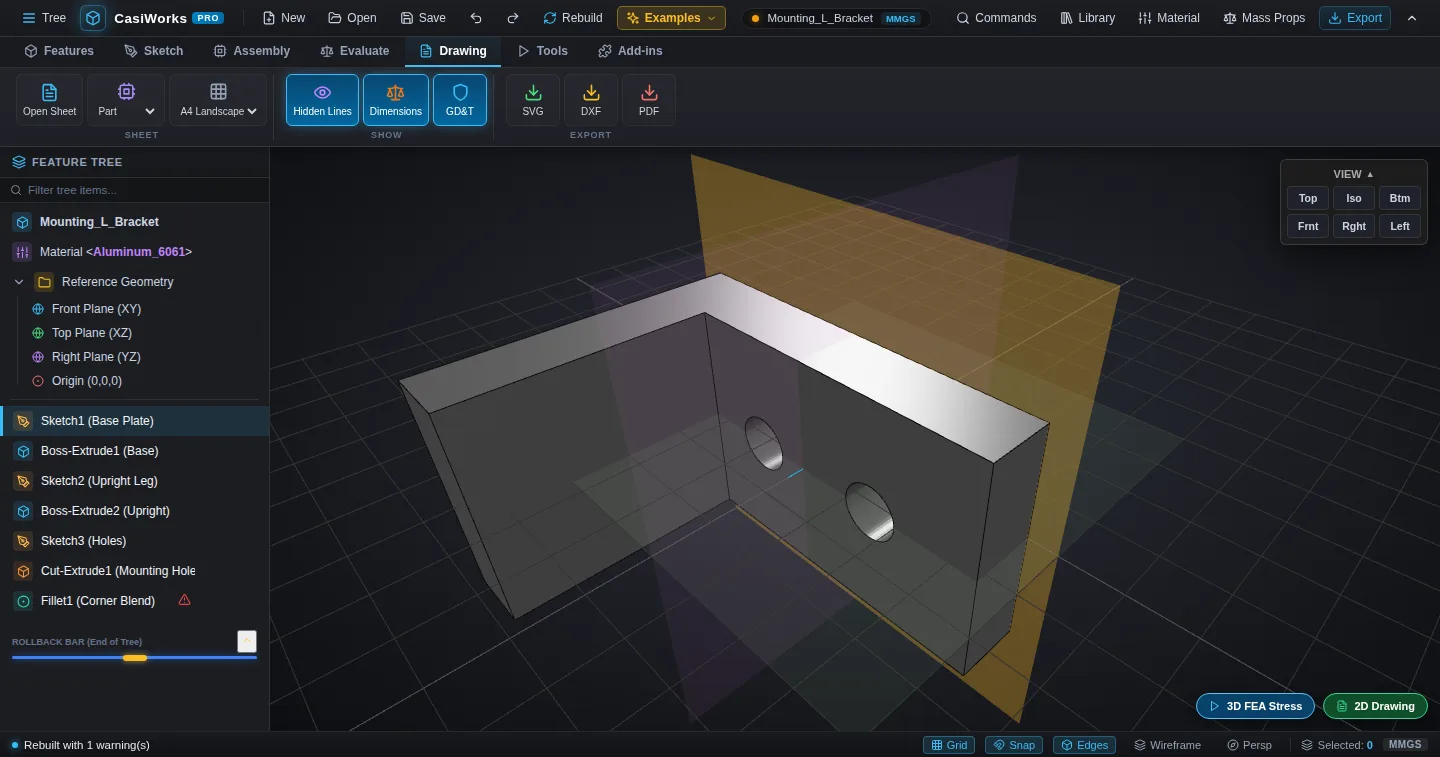 Tree CasiWorks PRO New Open Save Rebuild Examples Mounting_L_Bracket MMGS Commands Library Material Mass Props Export
Features Sketch Assembly Evaluate Drawing Tools Add-ins
Open Sheet Part A4 Landscape Hidden Lines Dimensions GD&T SVG DXF PDF
SHEET SHOW EXPORT
FEATURE TREE
Filter tree items...
Mounting_L_Bracket
Material <Aluminum_6061>
Reference Geometry
Front Plane (XY)
Top Plane (XZ)
Right Plane (YZ)
Origin (0,0,0)
Sketch1 (Base Plate)
Boss-Extrude1 (Base)
Sketch2 (Upright Leg)
Boss-Extrude2 (Upright)
Sketch3 (Holes)
Cut-Extrude1 (Mounting Hole
Fillet1 (Corner Blend)
ROLLBACK BAR (End of Tree)
VIEW ▲
Top Iso Btm
Frnt Rght Left
3D FEA Stress 2D Drawing
Rebuilt with 1 warning(s) Grid Snap Edges Wireframe Persp Selected: 0 MMGS